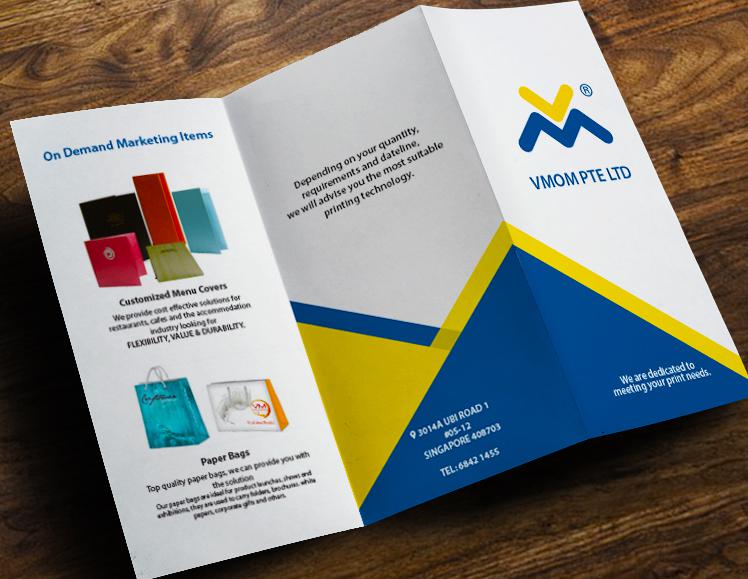 On Demand Marketing Items
Customized Menu Covers
We provide cost effective solutions for
restaurants, cafes and the accommodation
industry looking for
FLEXIBILITY, VALUE & DURABILITY.
Paper Bags
Top quality paper bags, we can provide you with
the solution.
Our paper bags are ideal for product launches, shows and
exhibitions, they are used to carry folders, brochures, white
papers, corporate gifts and others.
Depending on your quantity,
requirements and dateline,
we will advise you the most suitable
printing technology.
3014A UBI ROAD 1
#05-12
SINGAPORE 408703
TEL: 6842 1455
®
VMOM PTE LTD
We are dedicated to
meeting your print needs.